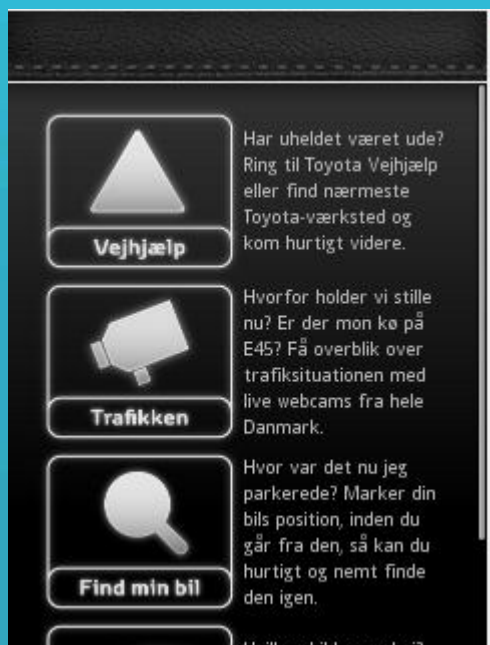 Har uheldet været ude?
Ring til Toyota Vejhjælp
eller find nærmeste
Toyota-værksted og
kom hurtigt videre.
Vejhjælp
Hvorfor holder vi stille
nu? Er der mon kø på
E45? Få overblik over
trafiksituationen med
live webcams fra hele
Danmark.
Trafikken
Hvor var det nu jeg
parkerede? Marker din
bils position, inden du
går fra den, så kan du
hurtigt og nemt finde
den igen.
Find min bil